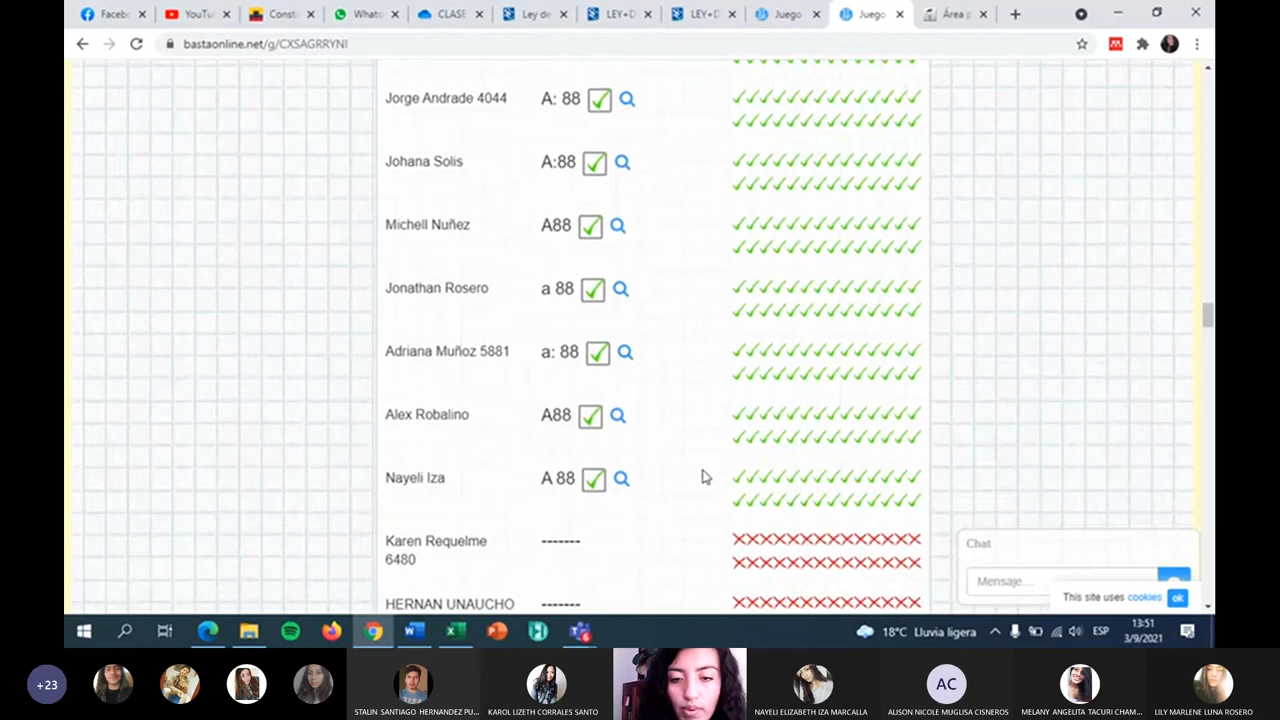 Facebo
YouTu
Const
Whats
CLASE
Ley de
LEY+D
LEY+D
Juego
Juego
Área p
bastaonline.net/g/CXSAGRRYNI
Jorge Andrade 4044 A: 88
Johana Solis A:88
Michell Nuñez A88
Jonathan Rosero a 88
Adriana Muñoz 5881 a: 88
Alex Robalino A88
Nayeli Iza A 88
Karen Requelme -------
6480
HERNAN UNAUCHO -------
Chat
Mensaje...
This site uses cookies. ok
18°C Lluvia ligera
ESP
13:51
3/9/2021
+23
STALIN SANTIAGO HERNANDEZ PU...
KAROL LIZETH CORRALES SANTO
NAYELI ELIZABETH IZA MARCALLA
AC
ALISON NICOLE MUGLISA CISNEROS
MELANY ANGELITA TACURI CHAM...
LILY MARLENE LUNA ROSERO